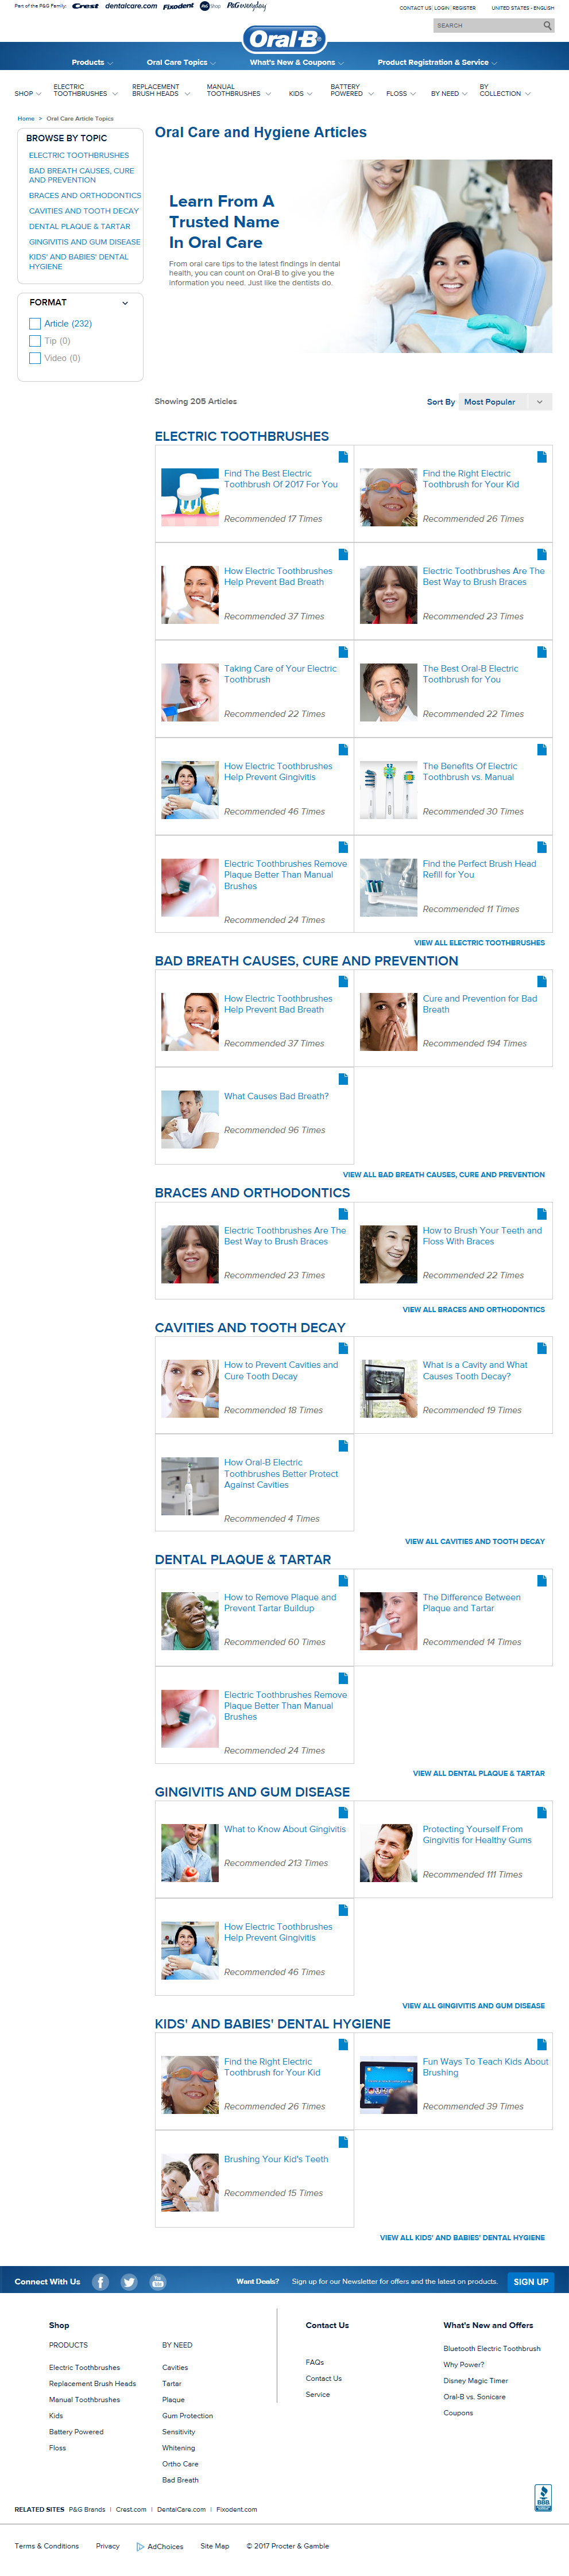 Part of the P&G Family: Crest dentalcare.com Fixodent P&G Shop P&G everyday
CONTACT US | LOGIN | REGISTER UNITED STATES - ENGLISH
SEARCH
Oral-B
Products Oral Care Topics What's New & Coupons Product Registration & Service
SHOP ELECTRIC TOOTHBRUSHES REPLACEMENT BRUSH HEADS MANUAL TOOTHBRUSHES KIDS BATTERY POWERED FLOSS BY NEED BY COLLECTION
Home > Oral Care Article Topics
BROWSE BY TOPIC
ELECTRIC TOOTHBRUSHES
BAD BREATH CAUSES, CURE
AND PREVENTION
BRACES AND ORTHODONTICS
CAVITIES AND TOOTH DECAY
DENTAL PLAQUE & TARTAR
GINGIVITIS AND GUM DISEASE
KIDS' AND BABIES' DENTAL
HYGIENE
FORMAT
Article (232)
Tip (0)
Video (0)
Oral Care and Hygiene Articles
Learn From A
Trusted Name
In Oral Care
From oral care tips to the latest findings in dental
health, you can count on Oral-B to give you the
information you need. Just like the dentists do.
Showing 205 Articles
Sort By Most Popular
ELECTRIC TOOTHBRUSHES
Find The Best Electric
Toothbrush Of 2017 For You
Recommended 17 Times
Find the Right Electric
Toothbrush for Your Kid
Recommended 26 Times
How Electric Toothbrushes
Help Prevent Bad Breath
Recommended 37 Times
Electric Toothbrushes Are The
Best Way to Brush Braces
Recommended 23 Times
Taking Care of Your Electric
Toothbrush
Recommended 22 Times
The Best Oral-B Electric
Toothbrush for You
Recommended 22 Times
How Electric Toothbrushes
Help Prevent Gingivitis
Recommended 46 Times
The Benefits Of Electric
Toothbrush vs. Manual
Recommended 30 Times
Electric Toothbrushes Remove
Plaque Better Than Manual
Brushes
Recommended 24 Times
Find the Perfect Brush Head
Refill for You
Recommended 11 Times
VIEW ALL ELECTRIC TOOTHBRUSHES
BAD BREATH CAUSES, CURE AND PREVENTION
How Electric Toothbrushes
Help Prevent Bad Breath
Recommended 37 Times
Cure and Prevention for Bad
Breath
Recommended 194 Times
What Causes Bad Breath?
Recommended 96 Times
VIEW ALL BAD BREATH CAUSES, CURE AND PREVENTION
BRACES AND ORTHODONTICS
Electric Toothbrushes Are The
Best Way to Brush Braces
Recommended 23 Times
How to Brush Your Teeth and
Floss With Braces
Recommended 22 Times
VIEW ALL BRACES AND ORTHODONTICS
CAVITIES AND TOOTH DECAY
How to Prevent Cavities and
Cure Tooth Decay
Recommended 18 Times
What is a Cavity and What
Causes Tooth Decay?
Recommended 19 Times
How Oral-B Electric
Toothbrushes Better Protect
Against Cavities
Recommended 4 Times
VIEW ALL CAVITIES AND TOOTH DECAY
DENTAL PLAQUE & TARTAR
How to Remove Plaque and
Prevent Tartar Buildup
Recommended 60 Times
The Difference Between
Plaque and Tartar
Recommended 14 Times
Electric Toothbrushes Remove
Plaque Better Than Manual
Brushes
Recommended 24 Times
VIEW ALL DENTAL PLAQUE & TARTAR
GINGIVITIS AND GUM DISEASE
What to Know About Gingivitis
Recommended 213 Times
Protecting Yourself From
Gingivitis for Healthy Gums
Recommended 111 Times
How Electric Toothbrushes
Help Prevent Gingivitis
Recommended 46 Times
VIEW ALL GINGIVITIS AND GUM DISEASE
KIDS' AND BABIES' DENTAL HYGIENE
Find the Right Electric
Toothbrush for Your Kid
Recommended 26 Times
Fun Ways To Teach Kids About
Brushing
Recommended 39 Times
Brushing Your Kid's Teeth
Recommended 15 Times
VIEW ALL KIDS' AND BABIES' DENTAL HYGIENE
Connect With Us Want Deals? Sign up for our Newsletter for offers and the latest on products. SIGN UP
Shop
PRODUCTS
Electric Toothbrushes
Replacement Brush Heads
Manual Toothbrushes
Kids
Battery Powered
Floss
BY NEED
Cavities
Tartar
Plaque
Gum Protection
Sensitivity
Whitening
Ortho Care
Bad Breath
Contact Us
FAQs
Contact Us
Service
What's New and Offers
Bluetooth Electric Toothbrush
Why Power?
Disney Magic Timer
Oral-B vs. Sonicare
Coupons
BBB
RELATED SITES P&G Brands | Crest.com | DentalCare.com | Fixodent.com
Terms & Conditions Privacy AdChoices Site Map © 2017 Procter & Gamble